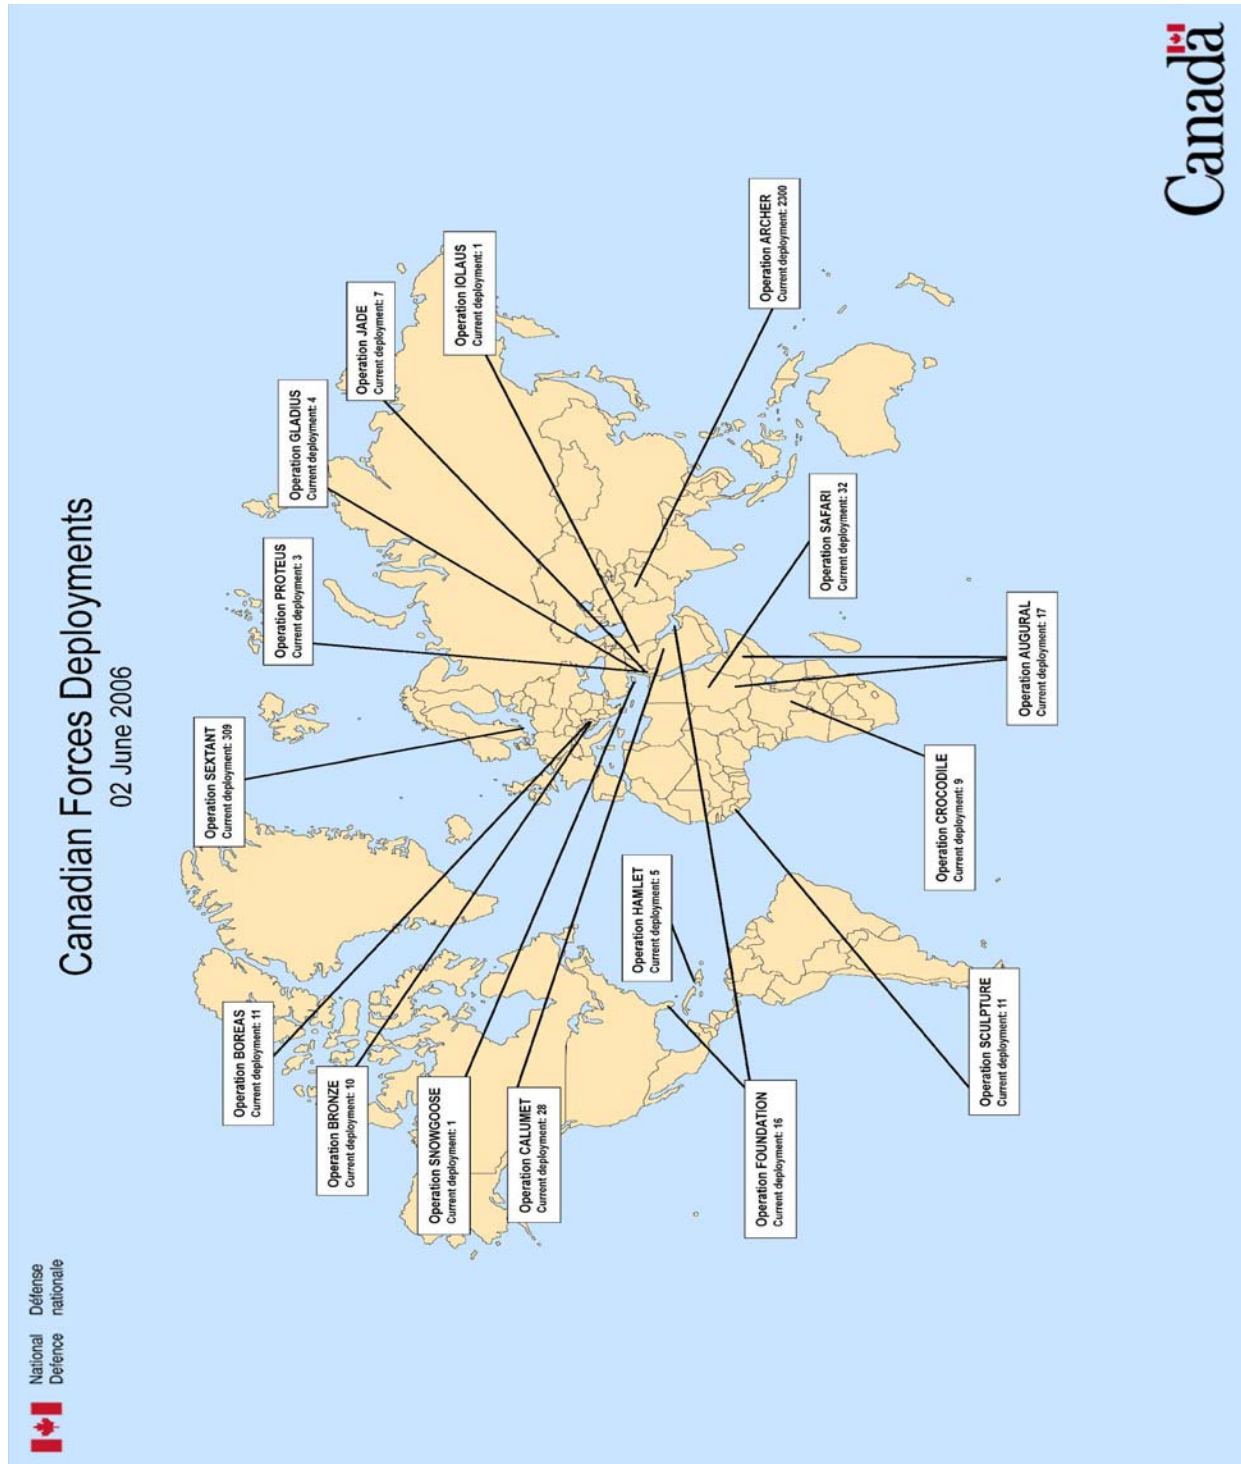 National Défense
Defence nationale
Canadian Forces Deployments
02 June 2006
Operation SEXTANT
Current deployment: 309
Operation BOREAS
Current deployment: 11
Operation PROTEUS
Current deployment: 3
Operation GLADIUS
Current deployment: 4
Operation BRONZE
Current deployment: 10
Operation JADE
Current deployment: 7
Operation SNOWGOOSE
Current deployment: 1
Operation IOLAUS
Current deployment: 1
Operation CALUMET
Current deployment: 28
Operation HAMLET
Current deployment: 5
Operation FOUNDATION
Current deployment: 16
Operation ARCHER
Current deployment: 2300
Operation SAFARI
Current deployment: 32
Operation CROCODILE
Current deployment: 9
Operation SCULPTURE
Current deployment: 11
Operation AUGURAL
Current deployment: 17
Canada